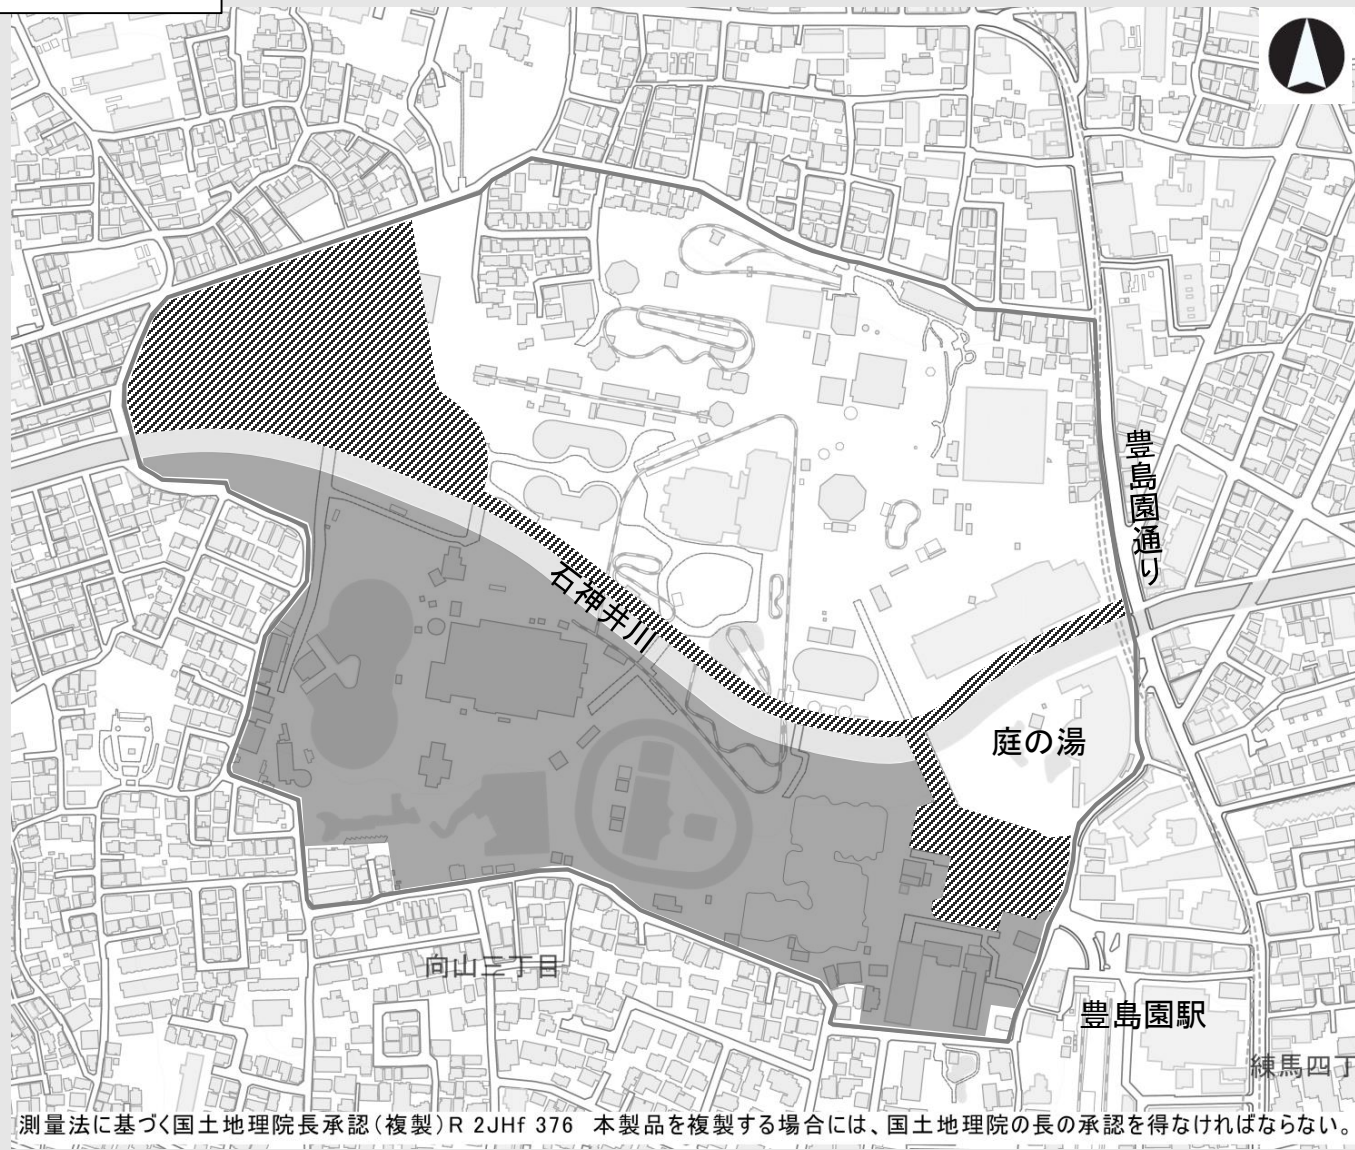 豊島園通り
石神井川
庭の湯
向山三丁目
豊島園駅
練馬四丁
測量法に基づく国土地理院長承認（複製）R 2JHf 376　本製品を複製する場合には、国土地理院の長の承認を得なければならない。